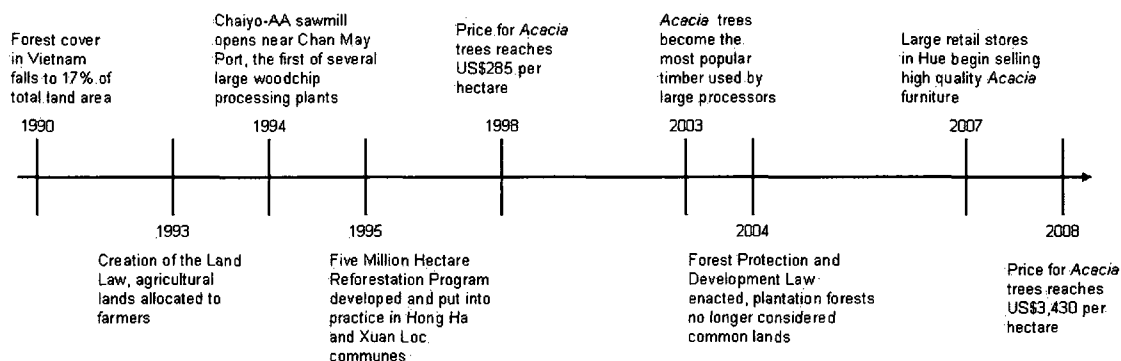 Forest cover
in Vietnam
falls to 17% of
total land area
1990
Chaiyo-AA sawmill
opens near Chan May
Port, the first of several
large woodchip
processing plants
1994
Price for Acacia
trees reaches
US$285 per
hectare
1998
Acacia trees
become the
most popular
timber used by
large processors
2003
Large retail stores
in Hue begin selling
high quality Acacia
furniture
2007
1993
Creation of the Land
Law, agricultural
lands allocated to
farmers
1995
Five Million Hectare
Reforestation Program
developed and put into
practice in Hong Ha
and Xuan Loc
communes
2004
Forest Protection and
Development Law
enacted, plantation forests
no longer considered
common lands
2008
Price for Acacia
trees reaches
US$3,430 per
hectare